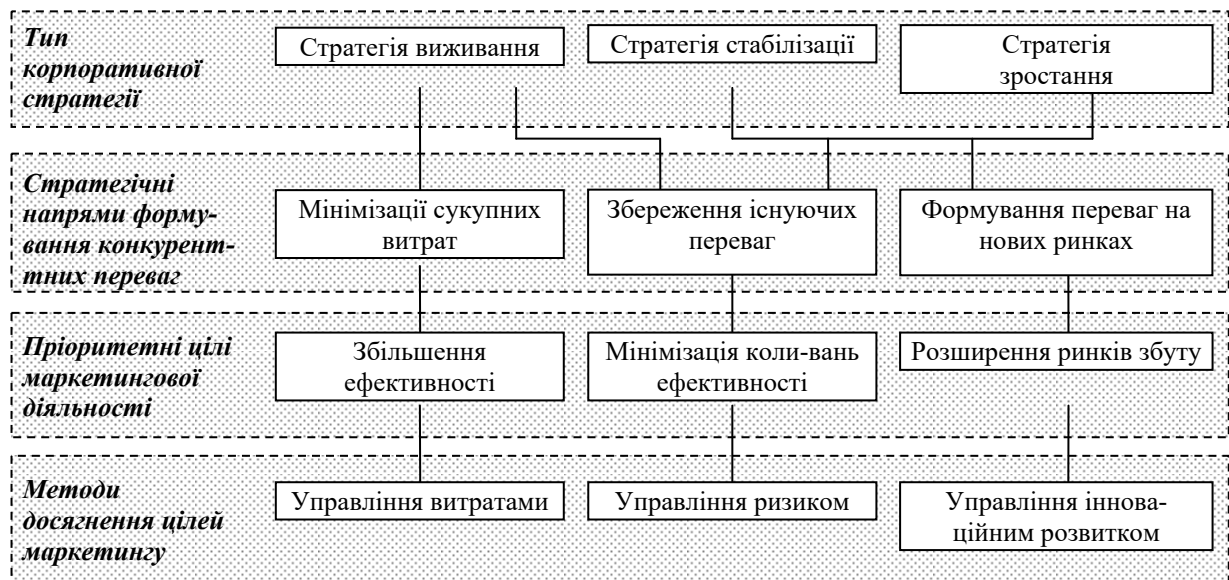 Тип
корпоративної
стратегії
Стратегія виживання
Стратегія стабілізації
Стратегія
зростання
Стратегічні
напрями форму-
вання конкурент-
тних переваг
Мінімізації сукупних
витрат
Збереження існуючих
переваг
Формування переваг на
нових ринках
Пріоритетні цілі
маркетингової
діяльності
Збільшення
ефективності
Мінімізація коли-вань
ефективності
Розширення ринків збуту
Методи
досягнення цілей
маркетингу
Управління витратами
Управління ризиком
Управління іннова-
ційним розвитком